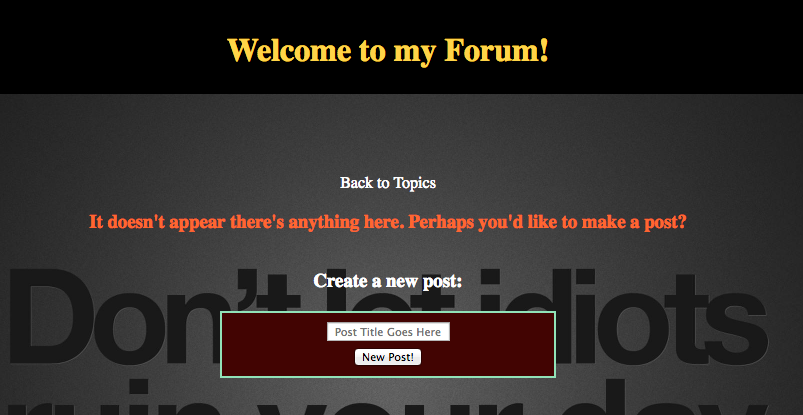 Welcome to my Forum!
Back to Topics
It doesn't appear there's anything here. Perhaps you'd like to make a post?
Create a new post:
Don't let idiots
Post Title Goes Here
New Post!
ruin your day